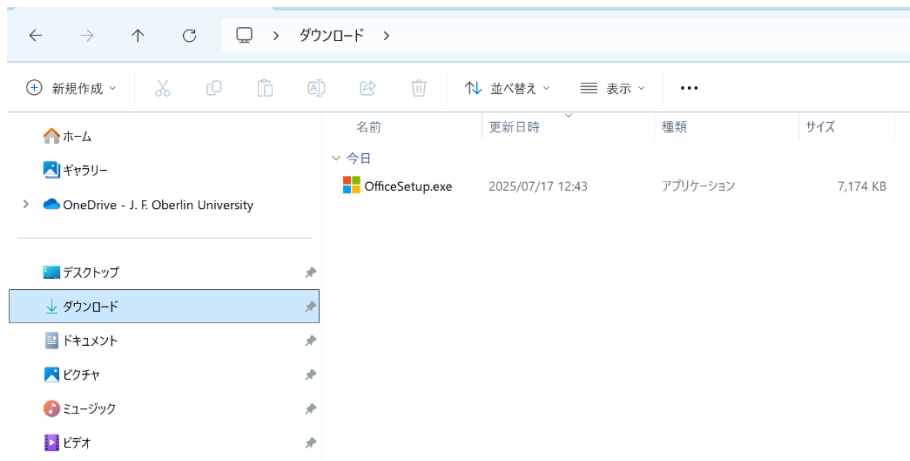 ダウンロード
新規作成
並べ替え
表示
名前 更新日時 種類 サイズ
今日
OfficeSetup.exe 2025/07/17 12:43 アプリケーション 7,174 KB
ホーム
ギャラリー
OneDrive - J. F. Oberlin University
デスクトップ
ダウンロード
ドキュメント
ピクチャ
ミュージック
ビデオ